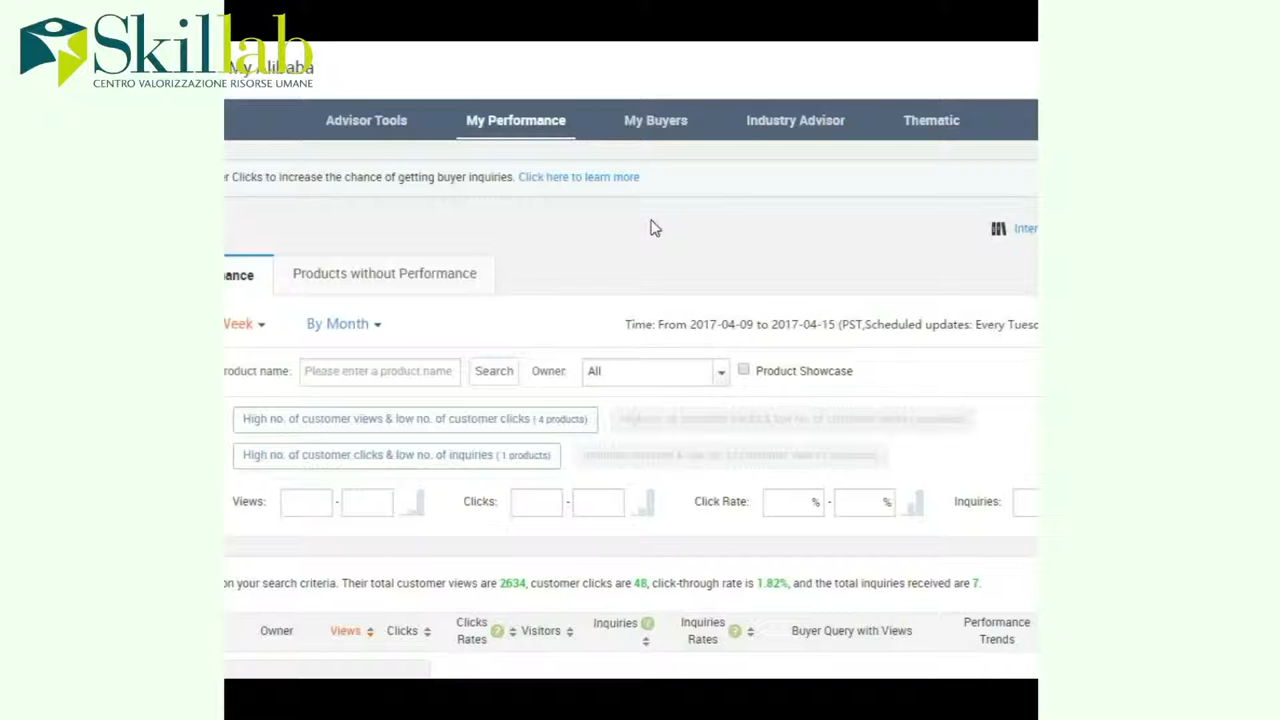 Skillab
CENTRO VALORIZZAZIONE RISORSE UMANE
My Alibaba
Advisor Tools My Performance My Buyers Industry Advisor Thematic
r Clicks to increase the chance of getting buyer inquiries. Click here to learn more
Inter
ance Products without Performance
Week By Month Time: From 2017-04-09 to 2017-04-15 (PST,Scheduled updates: Every Tuesd
roduct name: Please enter a product name Search Owner: All Product Showcase
High no. of customer views & low no. of customer clicks ( 4 products)
High no. of customer clicks & low no. of inquiries ( 1 products)
Views: - Clicks: - Click Rate: % - % Inquiries:
on your search criteria. Their total customer views are 2634, customer clicks are 48, click-through rate is 1.82%, and the total inquiries received are 7.
Owner Views Clicks Clicks Rates ? Visitors Inquiries ? Inquiries Rates ? Buyer Query with Views Performance Trends